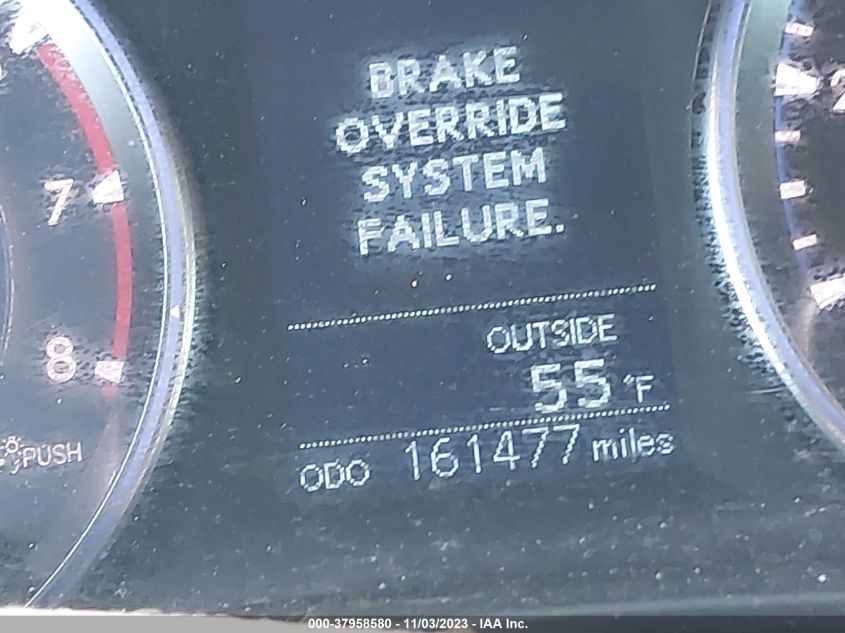 BRAKE
OVERRIDE
SYSTEM
FAILURE.
7
8
OUTSIDE
55 °F
ODO 161477 miles
PUSH
000-37958580 - 11/03/2023 - IAA Inc.